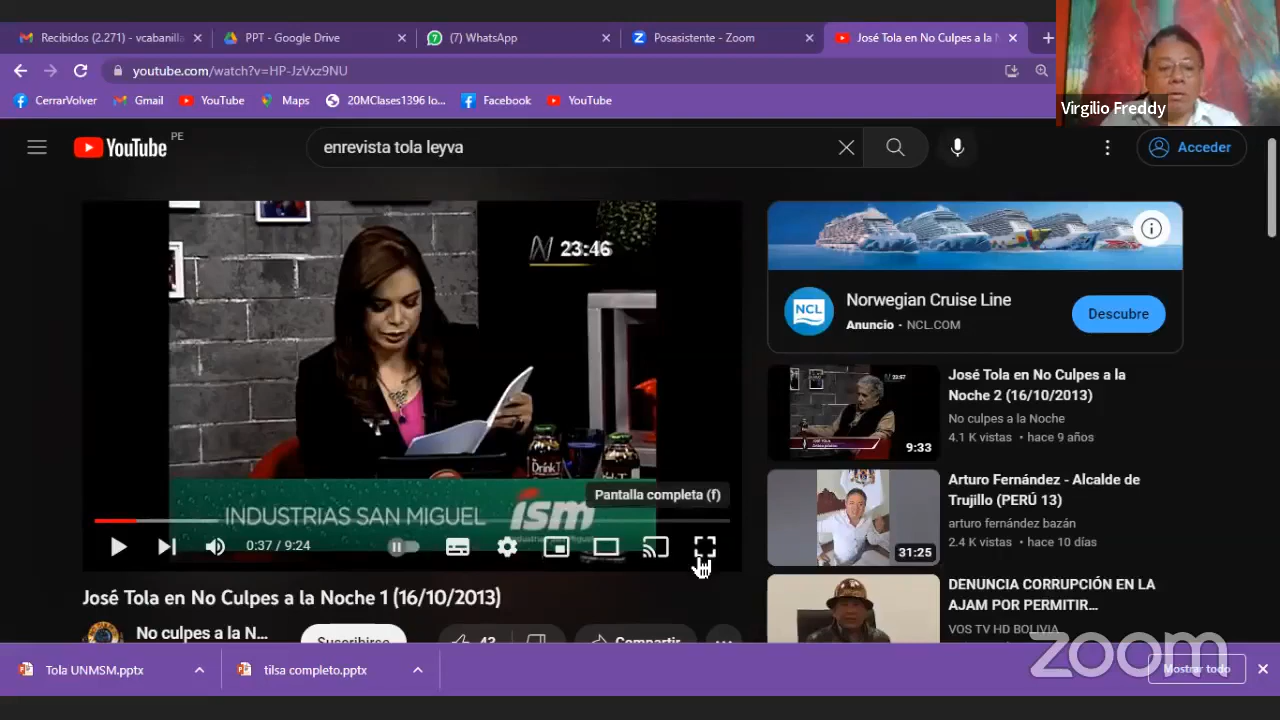 Recibidos (2.271) - vcabanilla
PPT - Google Drive
(7) WhatsApp
Posasistente - Zoom
José Tola en No Culpes a la N
youtube.com/watch?v=HP-JzVxz9NU
CerrarVolver
Gmail
YouTube
Maps
20MClases1396 lo...
Facebook
YouTube
Virgilio Freddy
YouTube PE
enrevista tola leyva
Acceder
N 23:46
DrinkT
Pantalla completa (f)
INDUSTRIAS SAN MIGUEL
ism
0:37 / 9:24
José Tola en No Culpes a la Noche 1 (16/10/2013)
No culpes a la N...
Suscribirse
43
Compartir
NCL
Norwegian Cruise Line
Anuncio · NCL.COM
Descubre
9:33
José Tola en No Culpes a la
Noche 2 (16/10/2013)
No culpes a la Noche
4.1 K vistas · hace 9 años
31:25
Arturo Fernández - Alcalde de
Trujillo (PERÚ 13)
arturo fernández bazán
2.4 K vistas · hace 10 días
DENUNCIA CORRUPCIÓN EN LA
AJAM POR PERMITIR...
VOS TV HD BOLIVIA
Tola UNMSM.pptx
tilsa completo.pptx
Mostrar todo
zoom